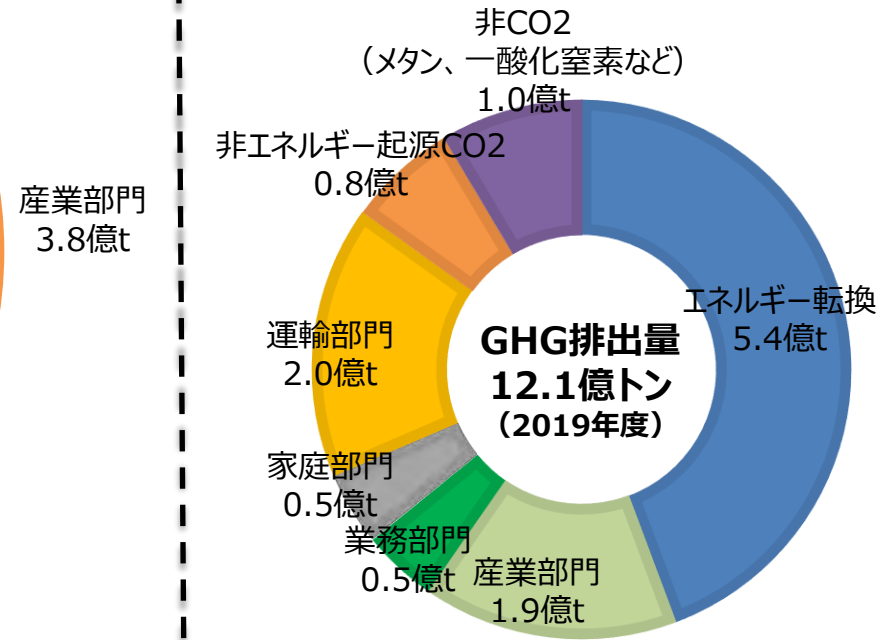 産業部門
3.8億t
非CO2
（メタン、一酸化窒素など）
1.0億t
非エネルギー起源CO2
0.8億t
運輸部門
2.0億t
家庭部門
0.5億t
業務部門
0.5億t
産業部門
1.9億t
エネルギー転換
5.4億t
GHG排出量
12.1億トン
（2019年度）